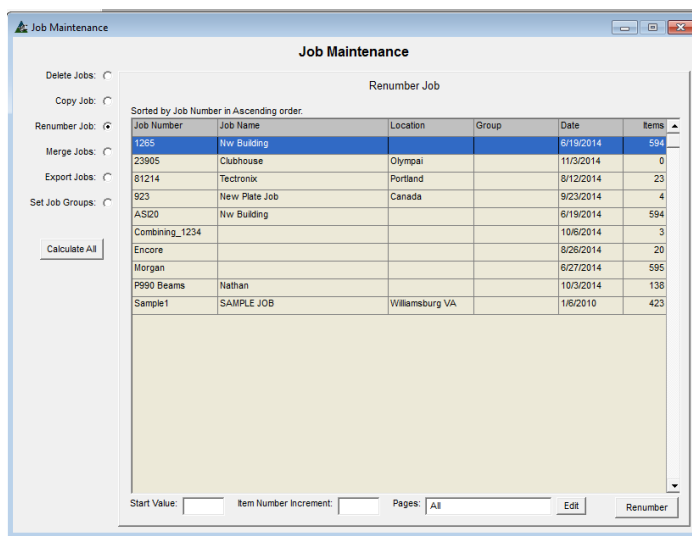 Job Maintenance
Job Maintenance
Delete Jobs:
Copy Job:
Renumber Job:
Merge Jobs:
Export Jobs:
Set Job Groups:
Calculate All
Renumber Job
Sorted by Job Number in Ascending order.
Job Number Job Name Location Group Date Items
1265 Nw Building 6/19/2014 594
23905 Clubhouse Olympai 11/3/2014 0
81214 Tectronix Portland 8/12/2014 23
923 New Plate Job Canada 9/23/2014 4
ASI20 Nw Building 6/19/2014 594
Combining_1234 10/6/2014 3
Encore 8/26/2014 20
Morgan 6/27/2014 595
P990 Beams Nathan 10/3/2014 138
Sample1 SAMPLE JOB Williamsburg VA 1/6/2010 423
Start Value: Item Number Increment: Pages: All Edit Renumber